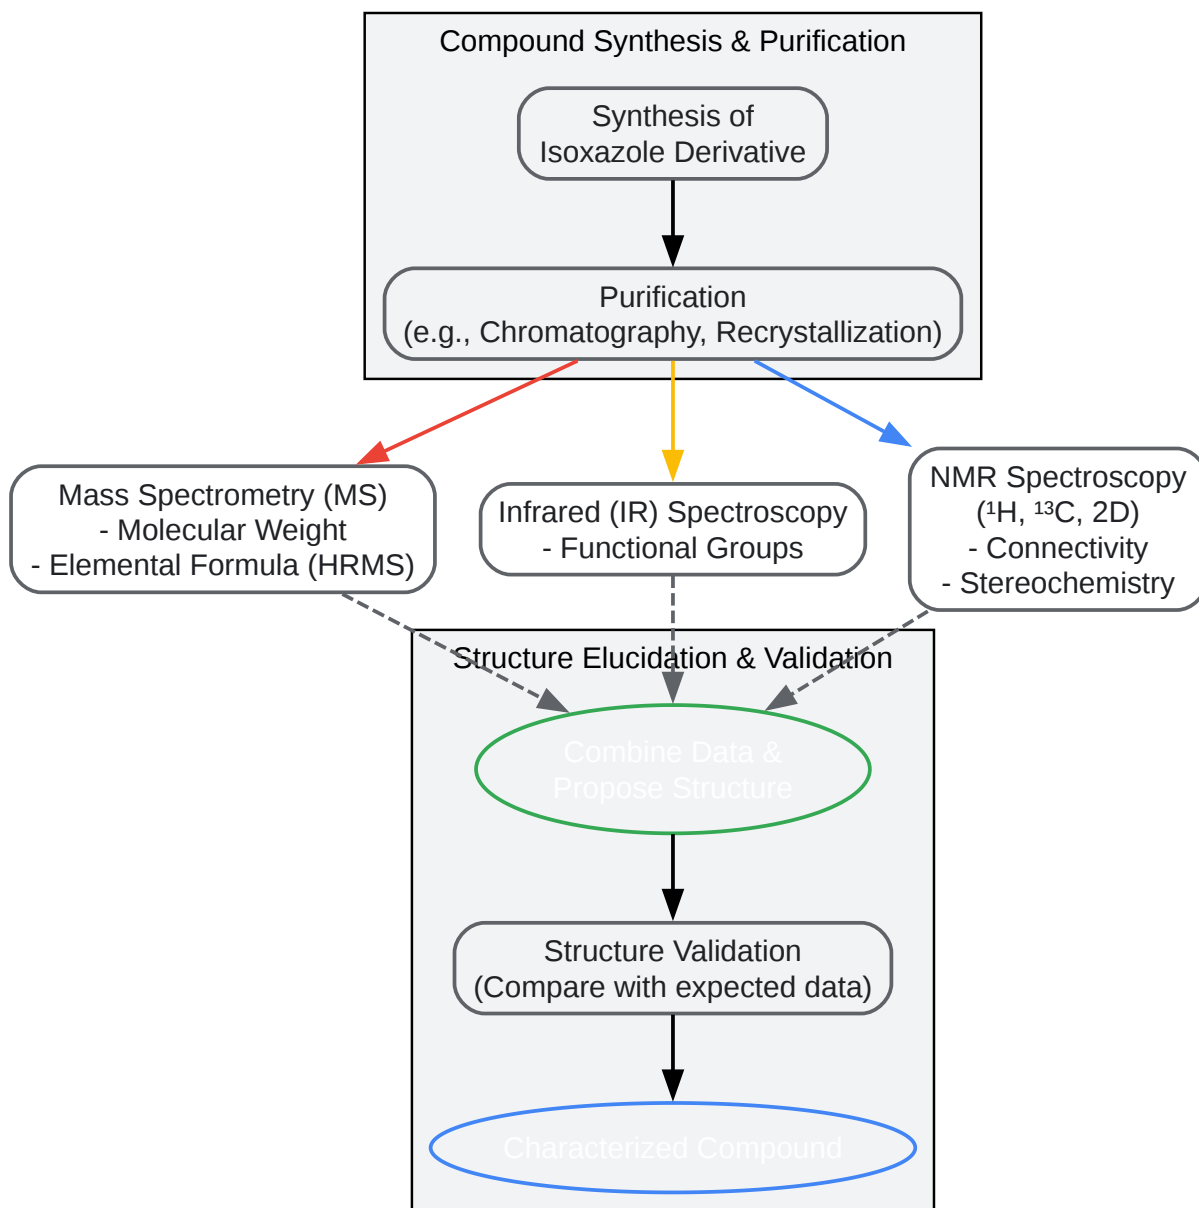 Compound Synthesis & Purification
Synthesis of
Isoxazole Derivative
Purification
(e.g., Chromatography, Recrystallization)
Mass Spectrometry (MS)
- Molecular Weight
- Elemental Formula (HRMS)
Infrared (IR) Spectroscopy
- Functional Groups
NMR Spectroscopy
(¹H, ¹³C, 2D)
- Connectivity
- Stereochemistry
Structure Elucidation & Validation
Combine Data &
Propose Structure
Structure Validation
(Compare with expected data)
Characterized Compound